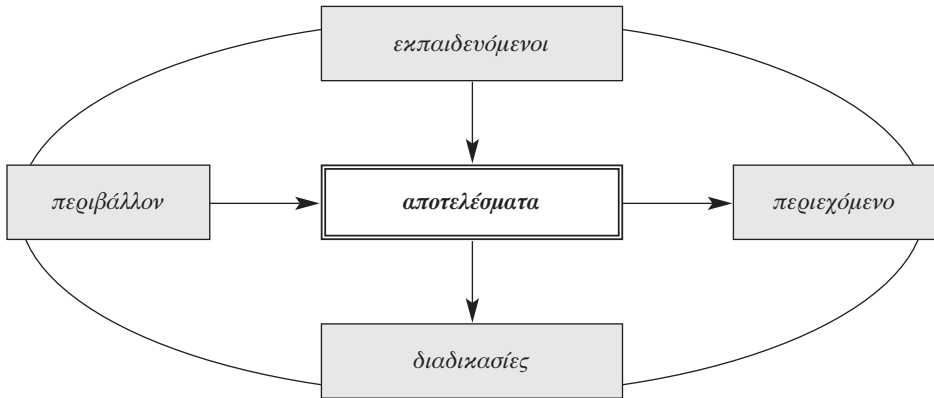 εκπαιδευόμενοι
περιβάλλον
αποτελέσματα
περιεχόμενο
διαδικασίες